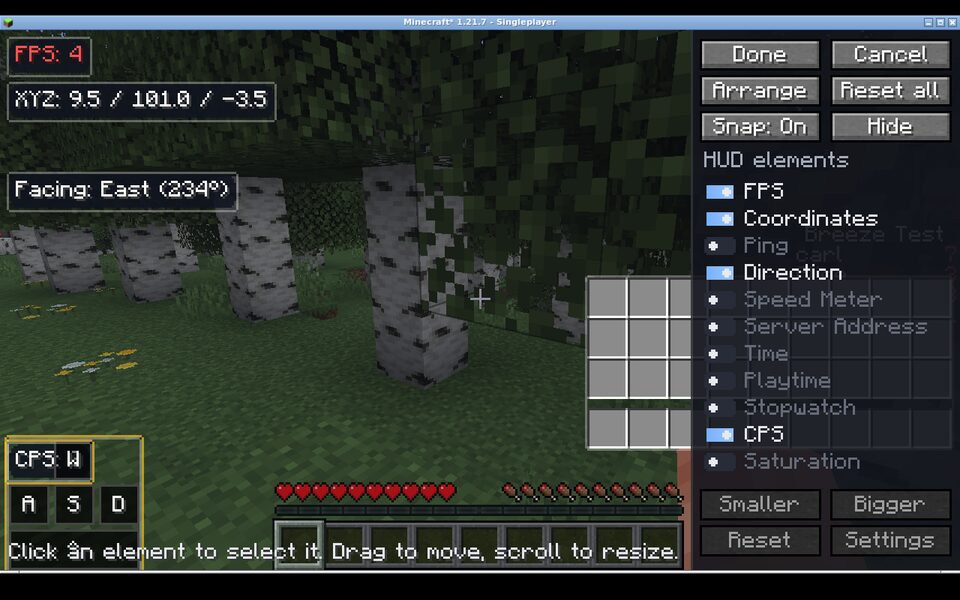 Minecraft* 1.21.7 - Singleplayer
FPS: 4
XYZ: 9.5 / 101.0 / -3.5
Facing: East (234°)
Done
Cancel
Arrange
Reset all
Snap: On
Hide
HUD elements
FPS
Coordinates
Ping
Breeze Test
carl
Direction
Speed Meter
Server Address
Time
Playtime
Stopwatch
CPS
Saturation
Smaller
Bigger
Reset
Settings
CPS W
A S D
Click an element to select it. Drag to move, scroll to resize.